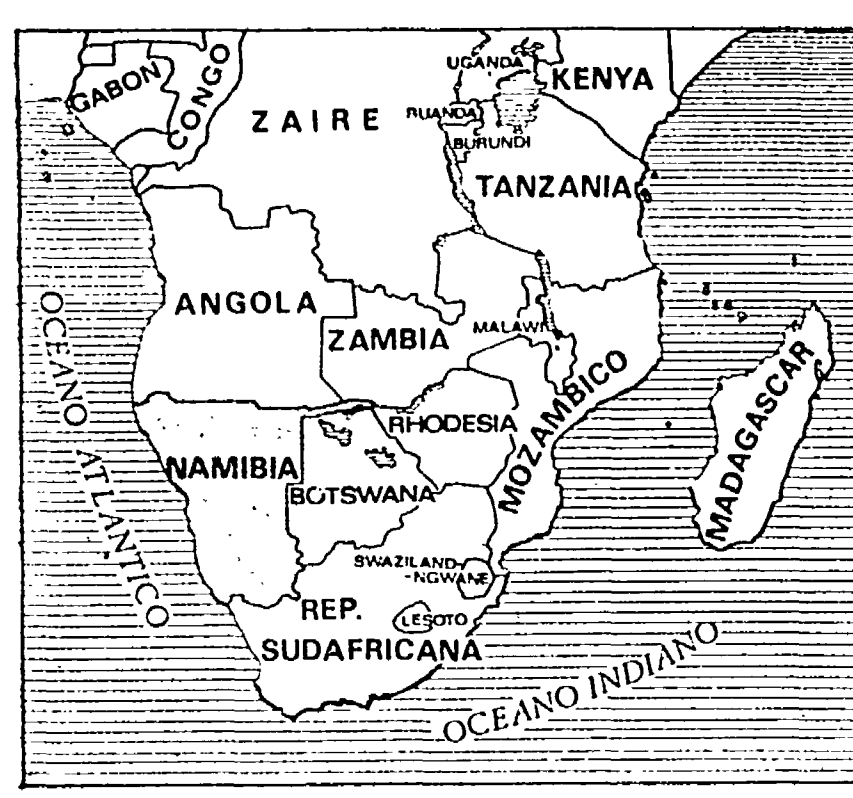 UGANDA
KENYA
GABON
CONGO
ZAIRE
RUANDA
BURUNDI
TANZANIA
ANGOLA
ZAMBIA
MALAWI
OCEANO ATLANTICO
MOZAMBICO
MADAGASCAR
RHODESIA
NAMIBIA
BOTSWANA
SWAZILAND-
-NGWANE
REP.
LESOTO
SUDAFRICANA
OCEANO INDIANO